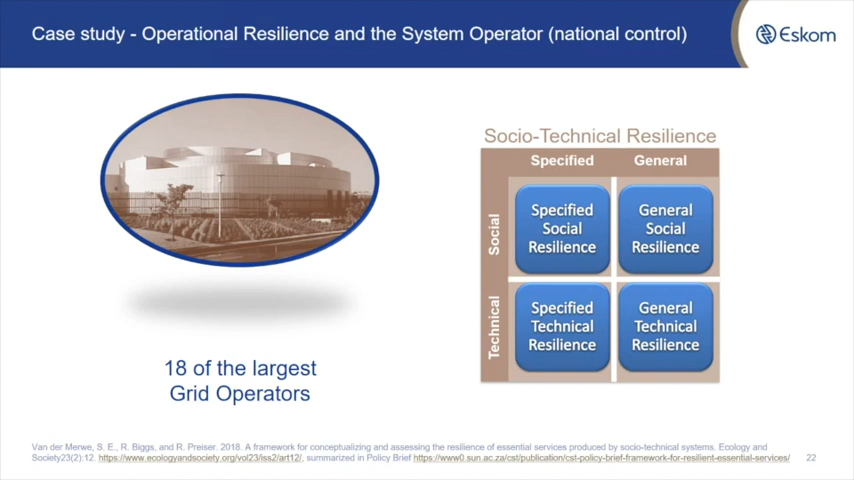 Case study - Operational Resilience and the System Operator (national control)
Eskom
Socio-Technical Resilience
Specified General
Social
Specified Social Resilience
General Social Resilience
Technical
Specified Technical Resilience
General Technical Resilience
18 of the largest
Grid Operators
Van der Merwe, S. E., R. Biggs, and R. Preiser. 2018. A framework for conceptualizing and assessing the resilience of essential services produced by socio-technical systems. Ecology and
Society23(2):12. https://www.ecologyandsociety.org/vol23/iss2/art12/, summarized in Policy Brief https://www0.sun.ac.za/cst/publication/cst-policy-brief-framework-for-resilient-essential-services/
22